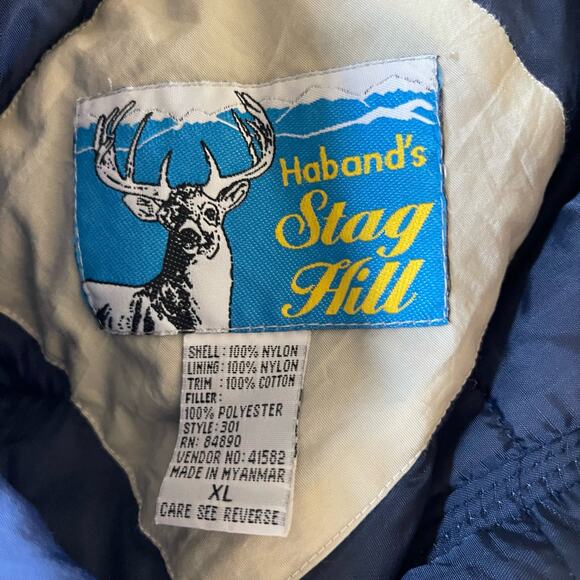 Haband's
Stag
Hill
SHELL: 100% NYLON
LINING: 100% NYLON
TRIM : 100% COTTON
FILLER:
100% POLYESTER
STYLE: 301
RN: 84890
VENDOR NO: 41582
MADE IN MYANMAR
XL
CARE SEE REVERSE